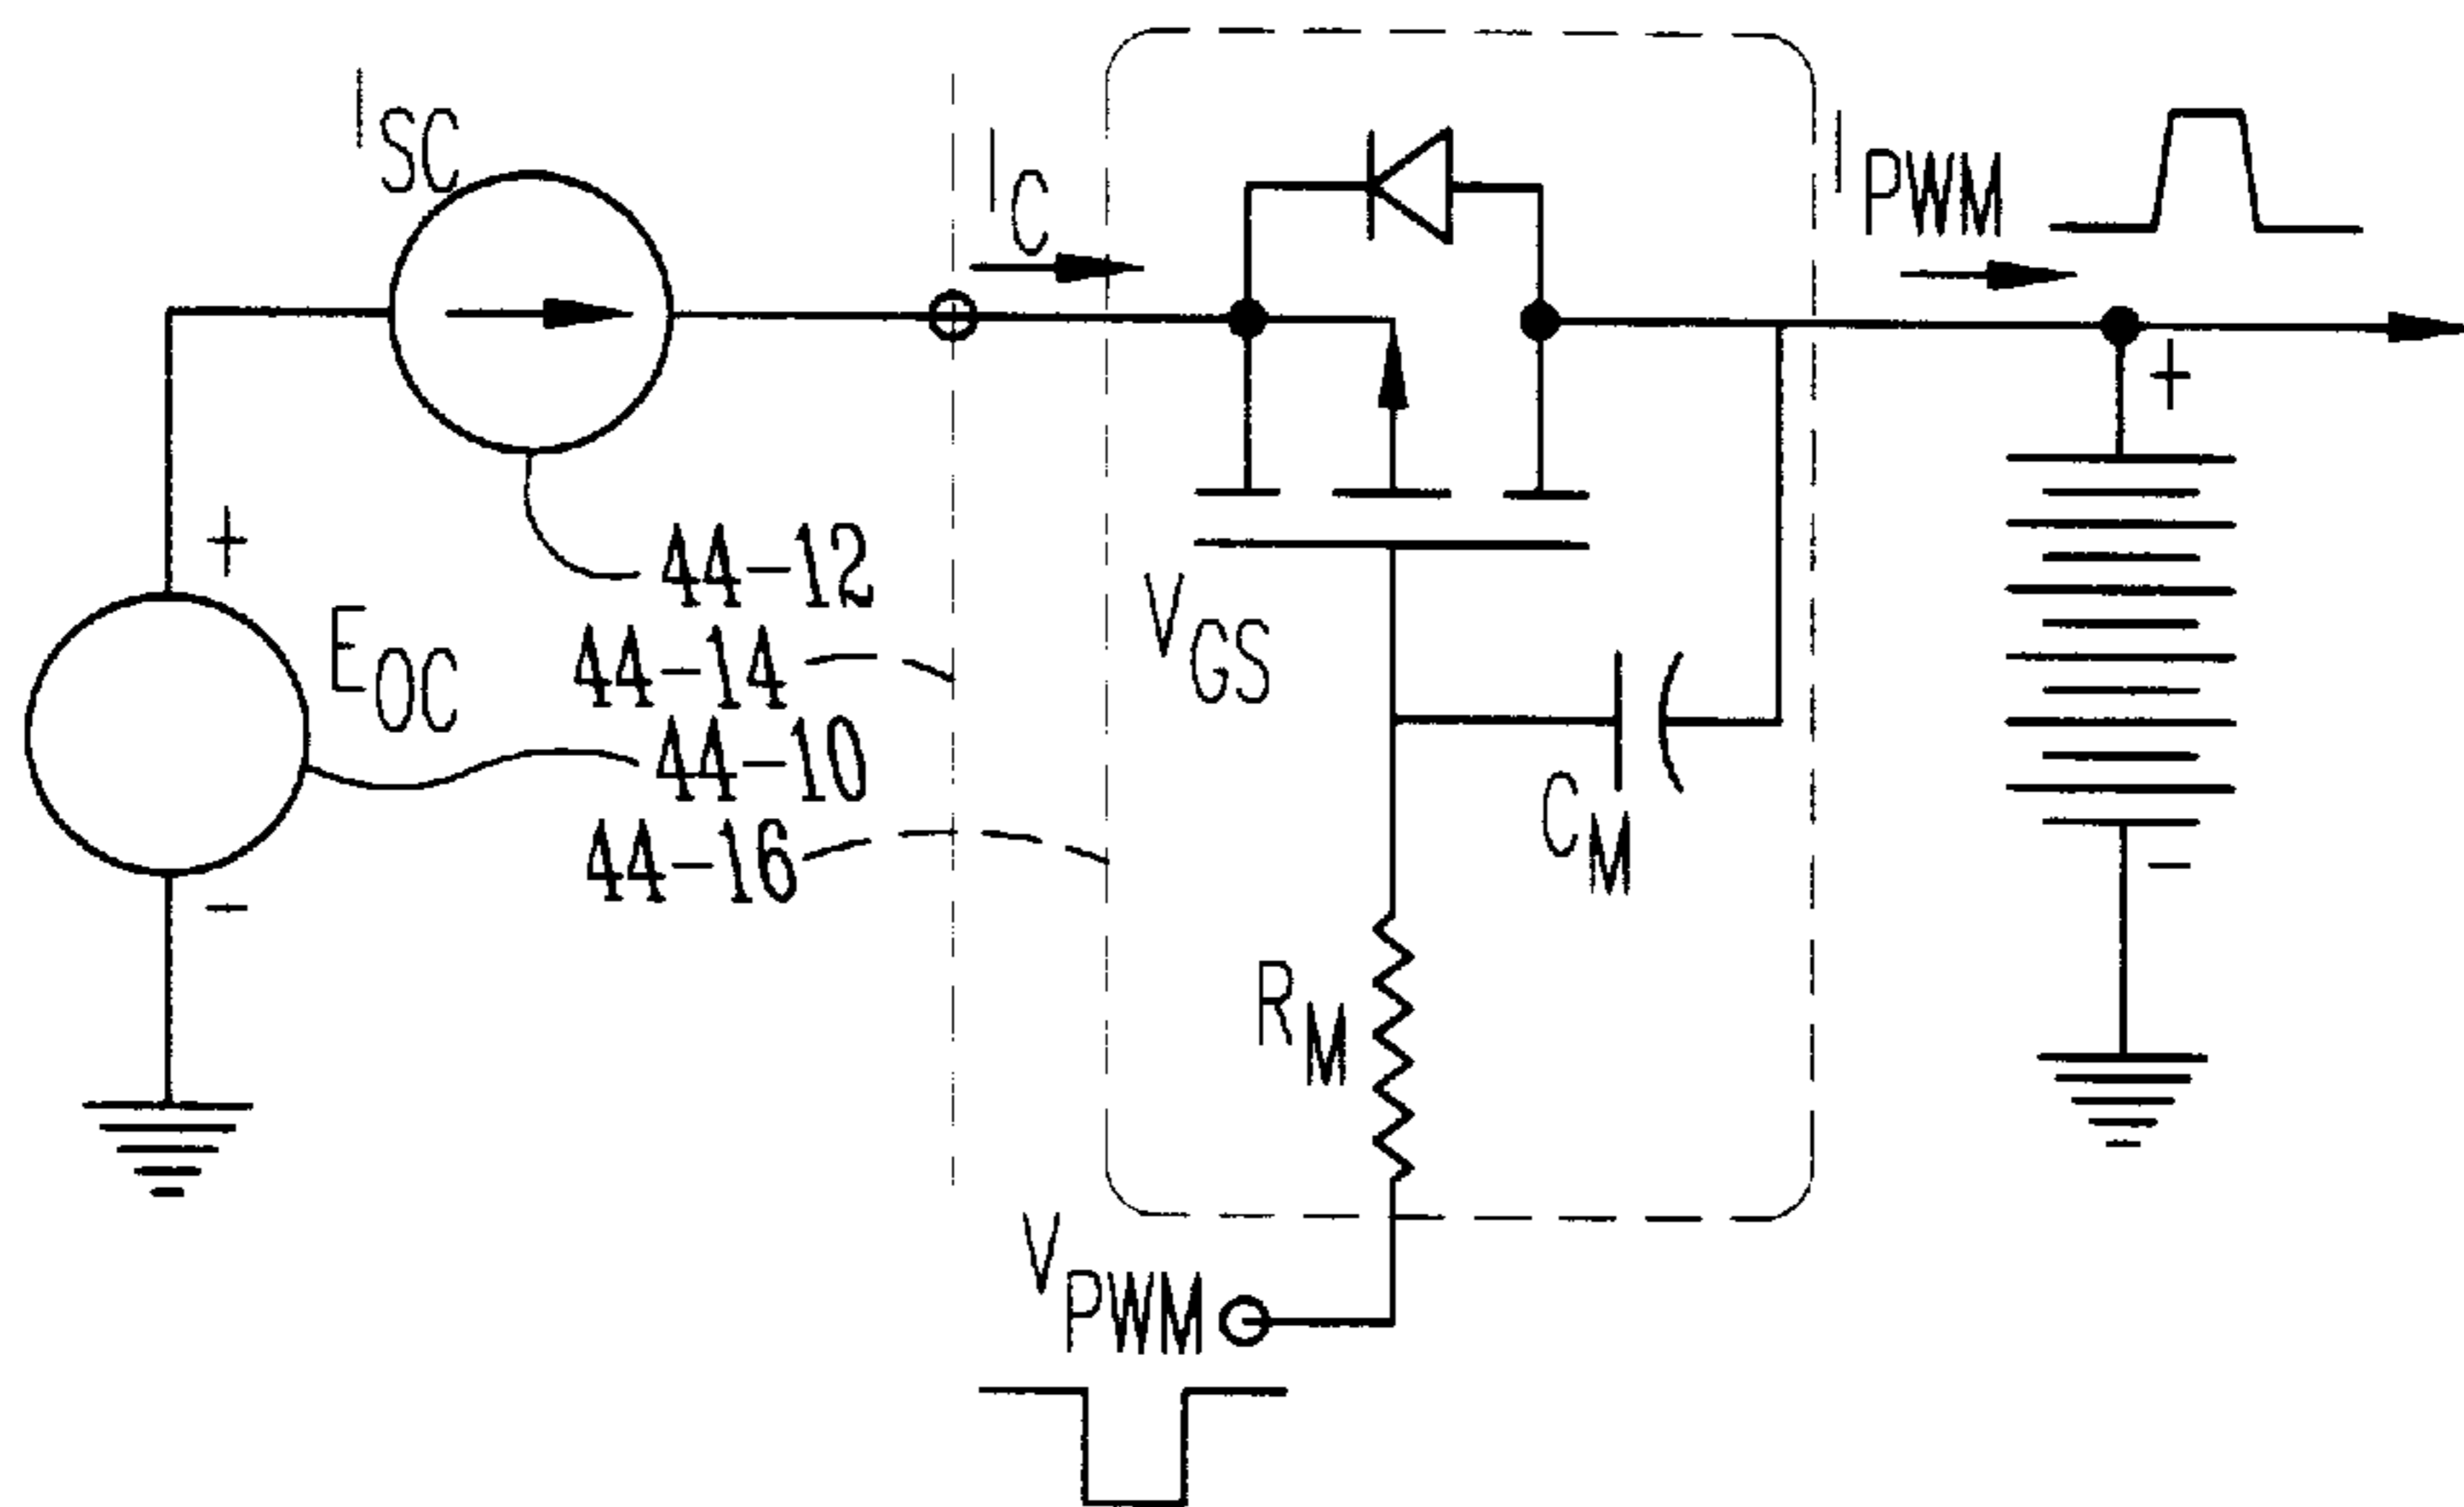 I_SC
I_C
I_PWM
+
+
E_OC
44-12
44-14
44-10
44-16
V_GS
C_M
-
-
R_M
V_PWM